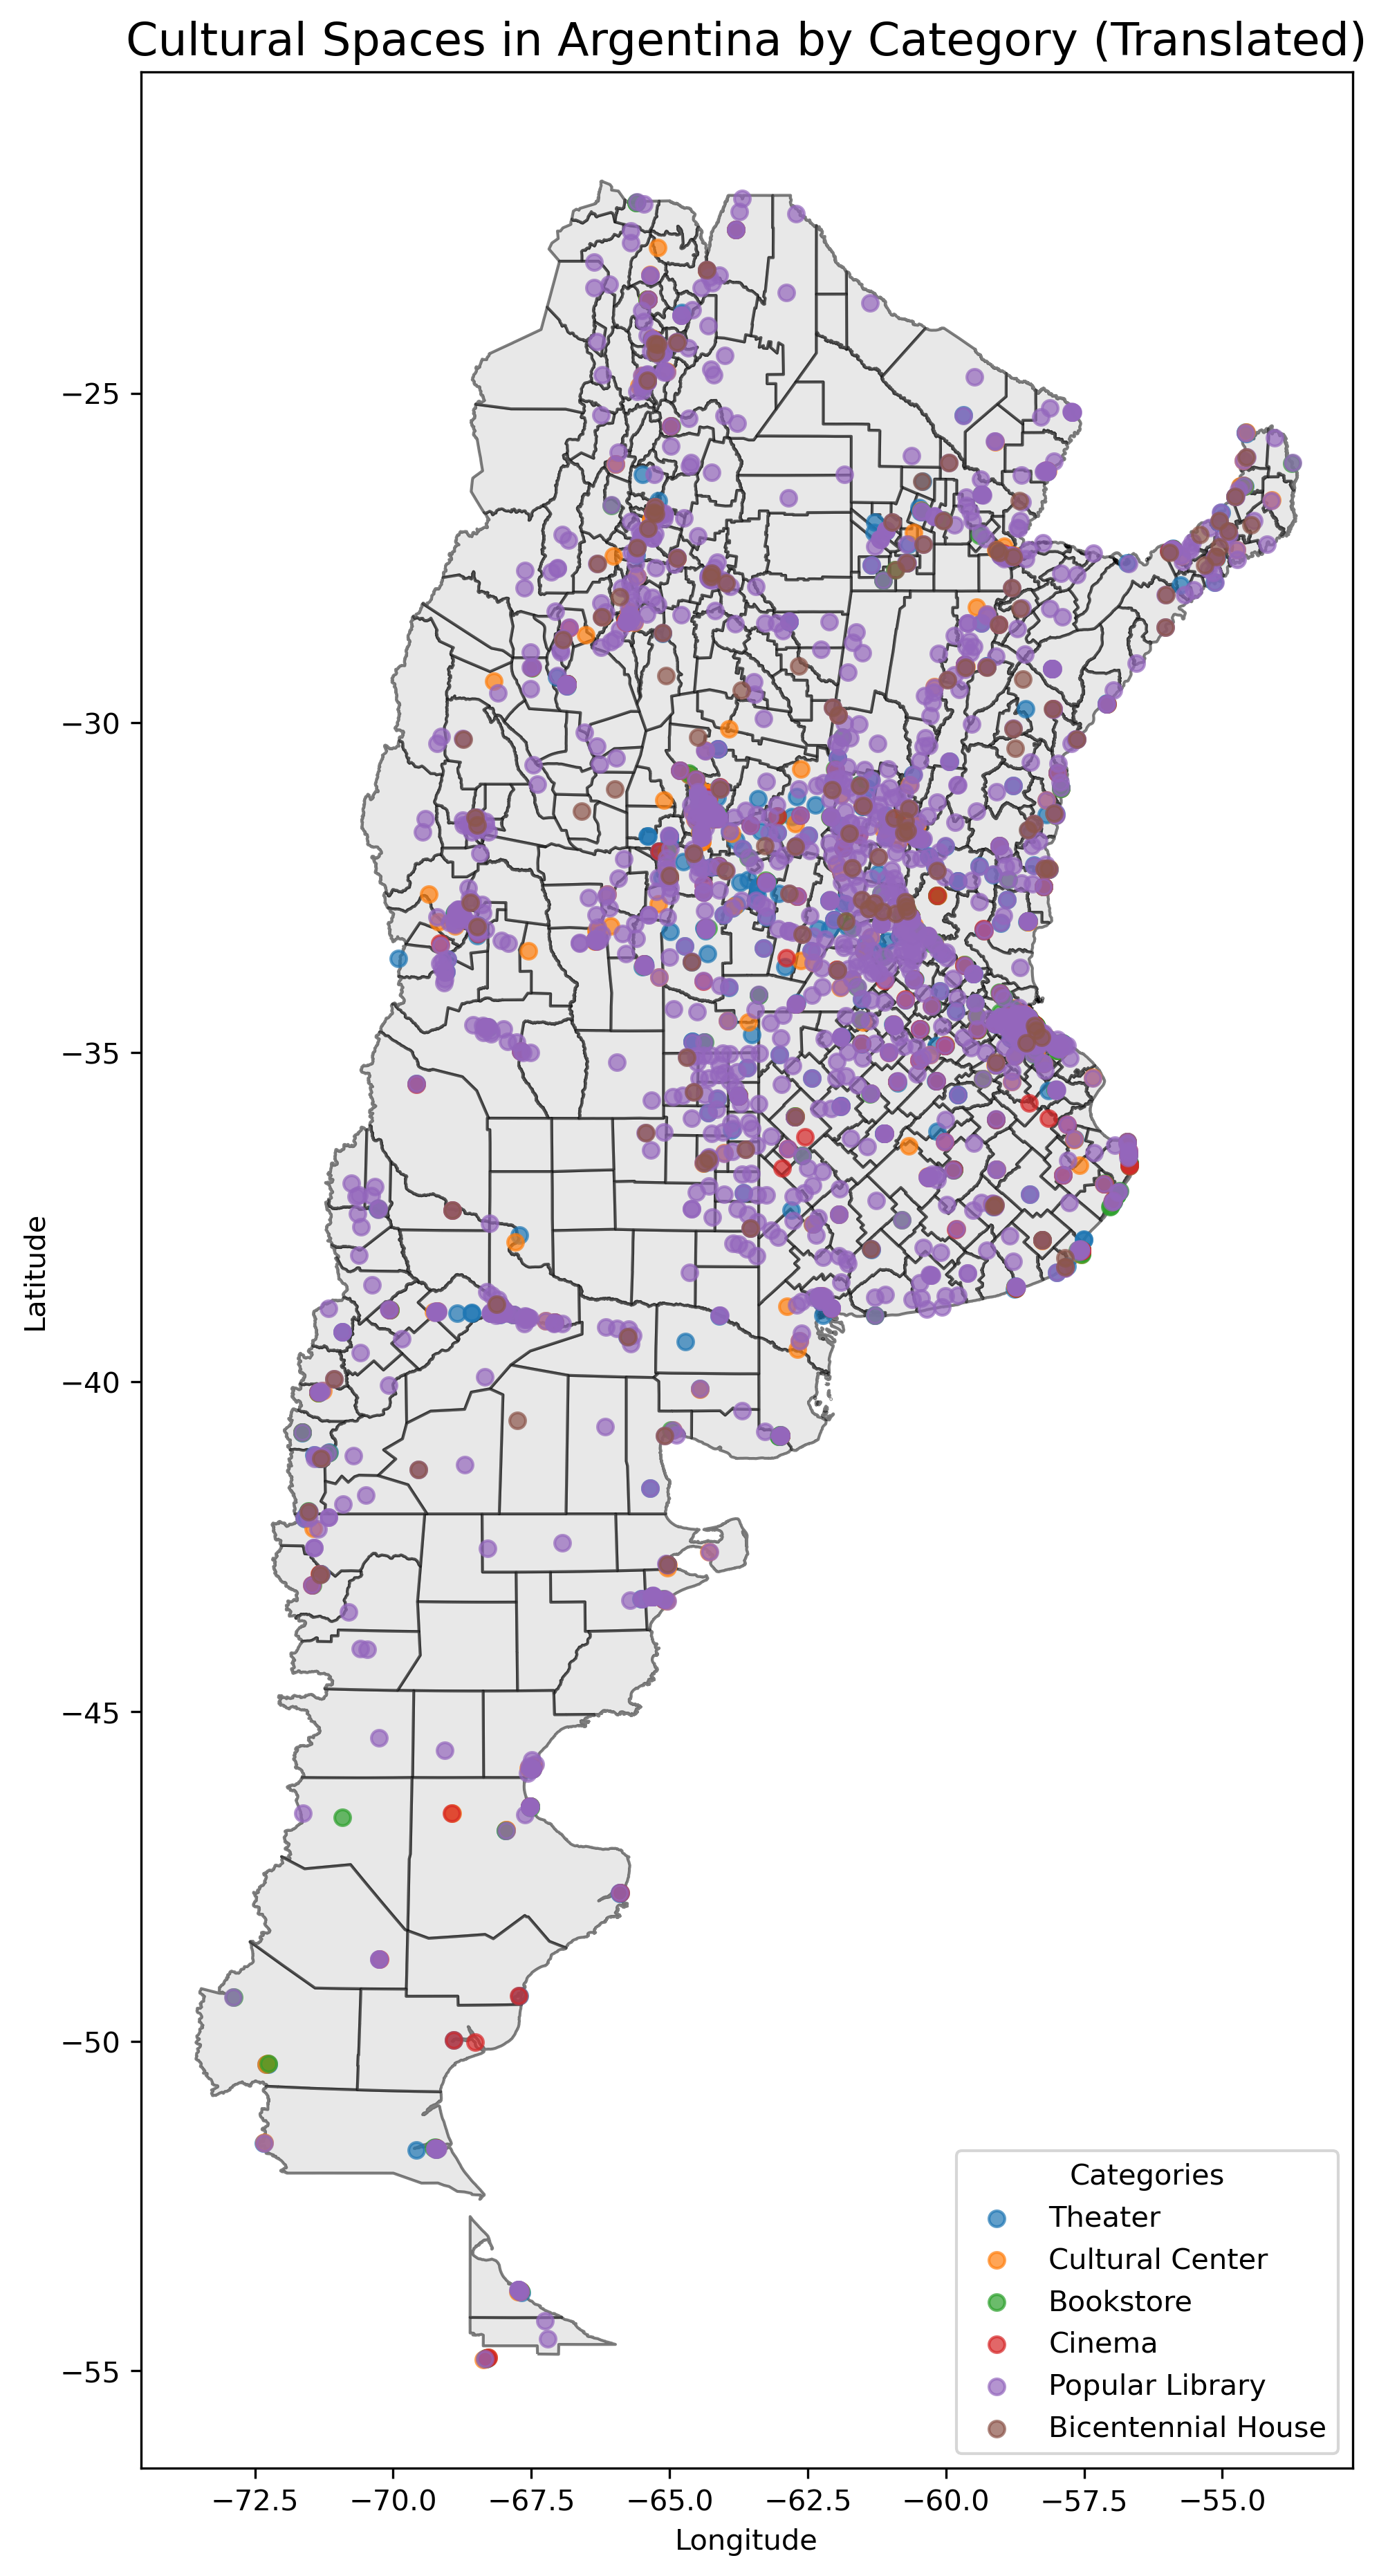 Cultural Spaces in Argentina by Category (Translated)
Latitude
−25
−30
−35
−40
−45
−50
−55
Categories
Theater
Cultural Center
Bookstore
Cinema
Popular Library
Bicentennial House
−72.5 −70.0 −67.5 −65.0 −62.5 −60.0 −57.5 −55.0
Longitude